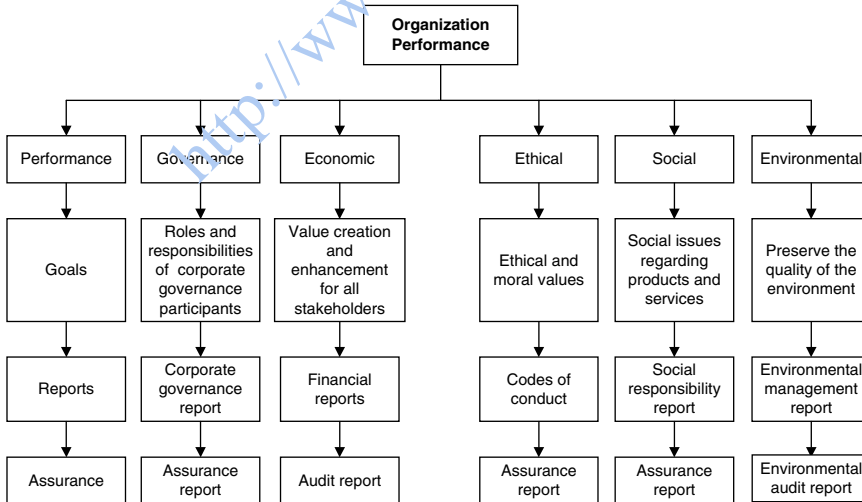 Organization
Performance
http://ww
Performance
Governance
Economic
Ethical
Social
Environmental
Goals
Roles and
responsibilities
of corporate
governance
participants
Value creation
and
enhancement
for all
stakeholders
Ethical and
moral values
Social issues
regarding
products and
services
Preserve the
quality of the
environment
Reports
Corporate
governance
report
Financial
reports
Codes of
conduct
Social
responsibility
report
Environmental
management
report
Assurance
Assurance
report
Audit report
Assurance
report
Assurance
report
Environmental
audit report